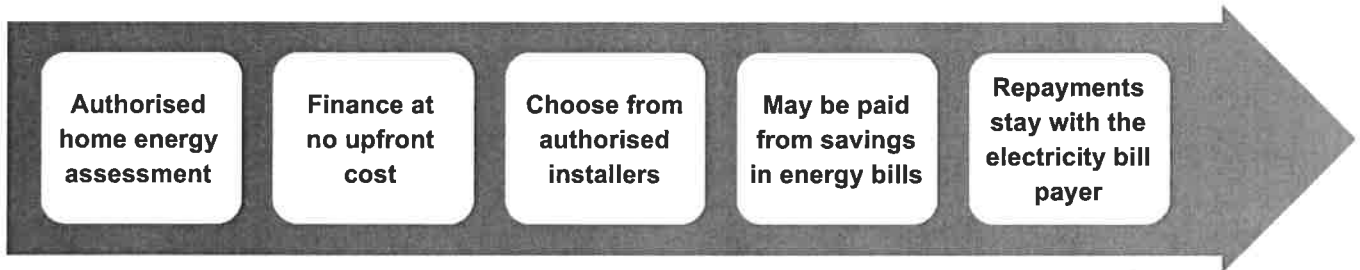 Authorised
home energy
assessment
Finance at
no upfront
cost
Choose from
authorised
installers
May be paid
from savings
in energy bills
Repayments
stay with the
electricity bill
payer